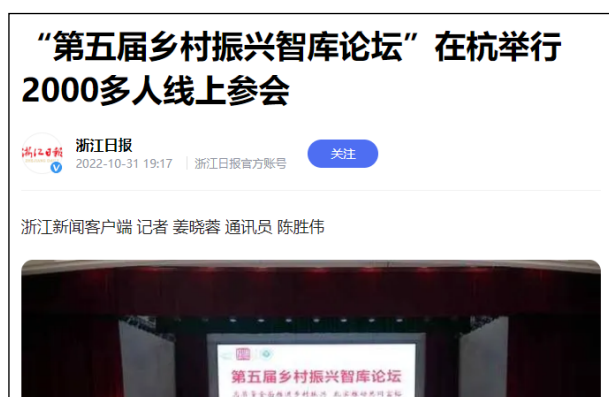 “第五届乡村振兴智库论坛”在杭举行
2000多人线上参会
浙江日报
浙江日报
2022-10-31 19:17
浙江日报官方账号
关注
浙江新闻客户端 记者 姜晓蓉 通讯员 陈胜伟
第五届乡村振兴智库论坛